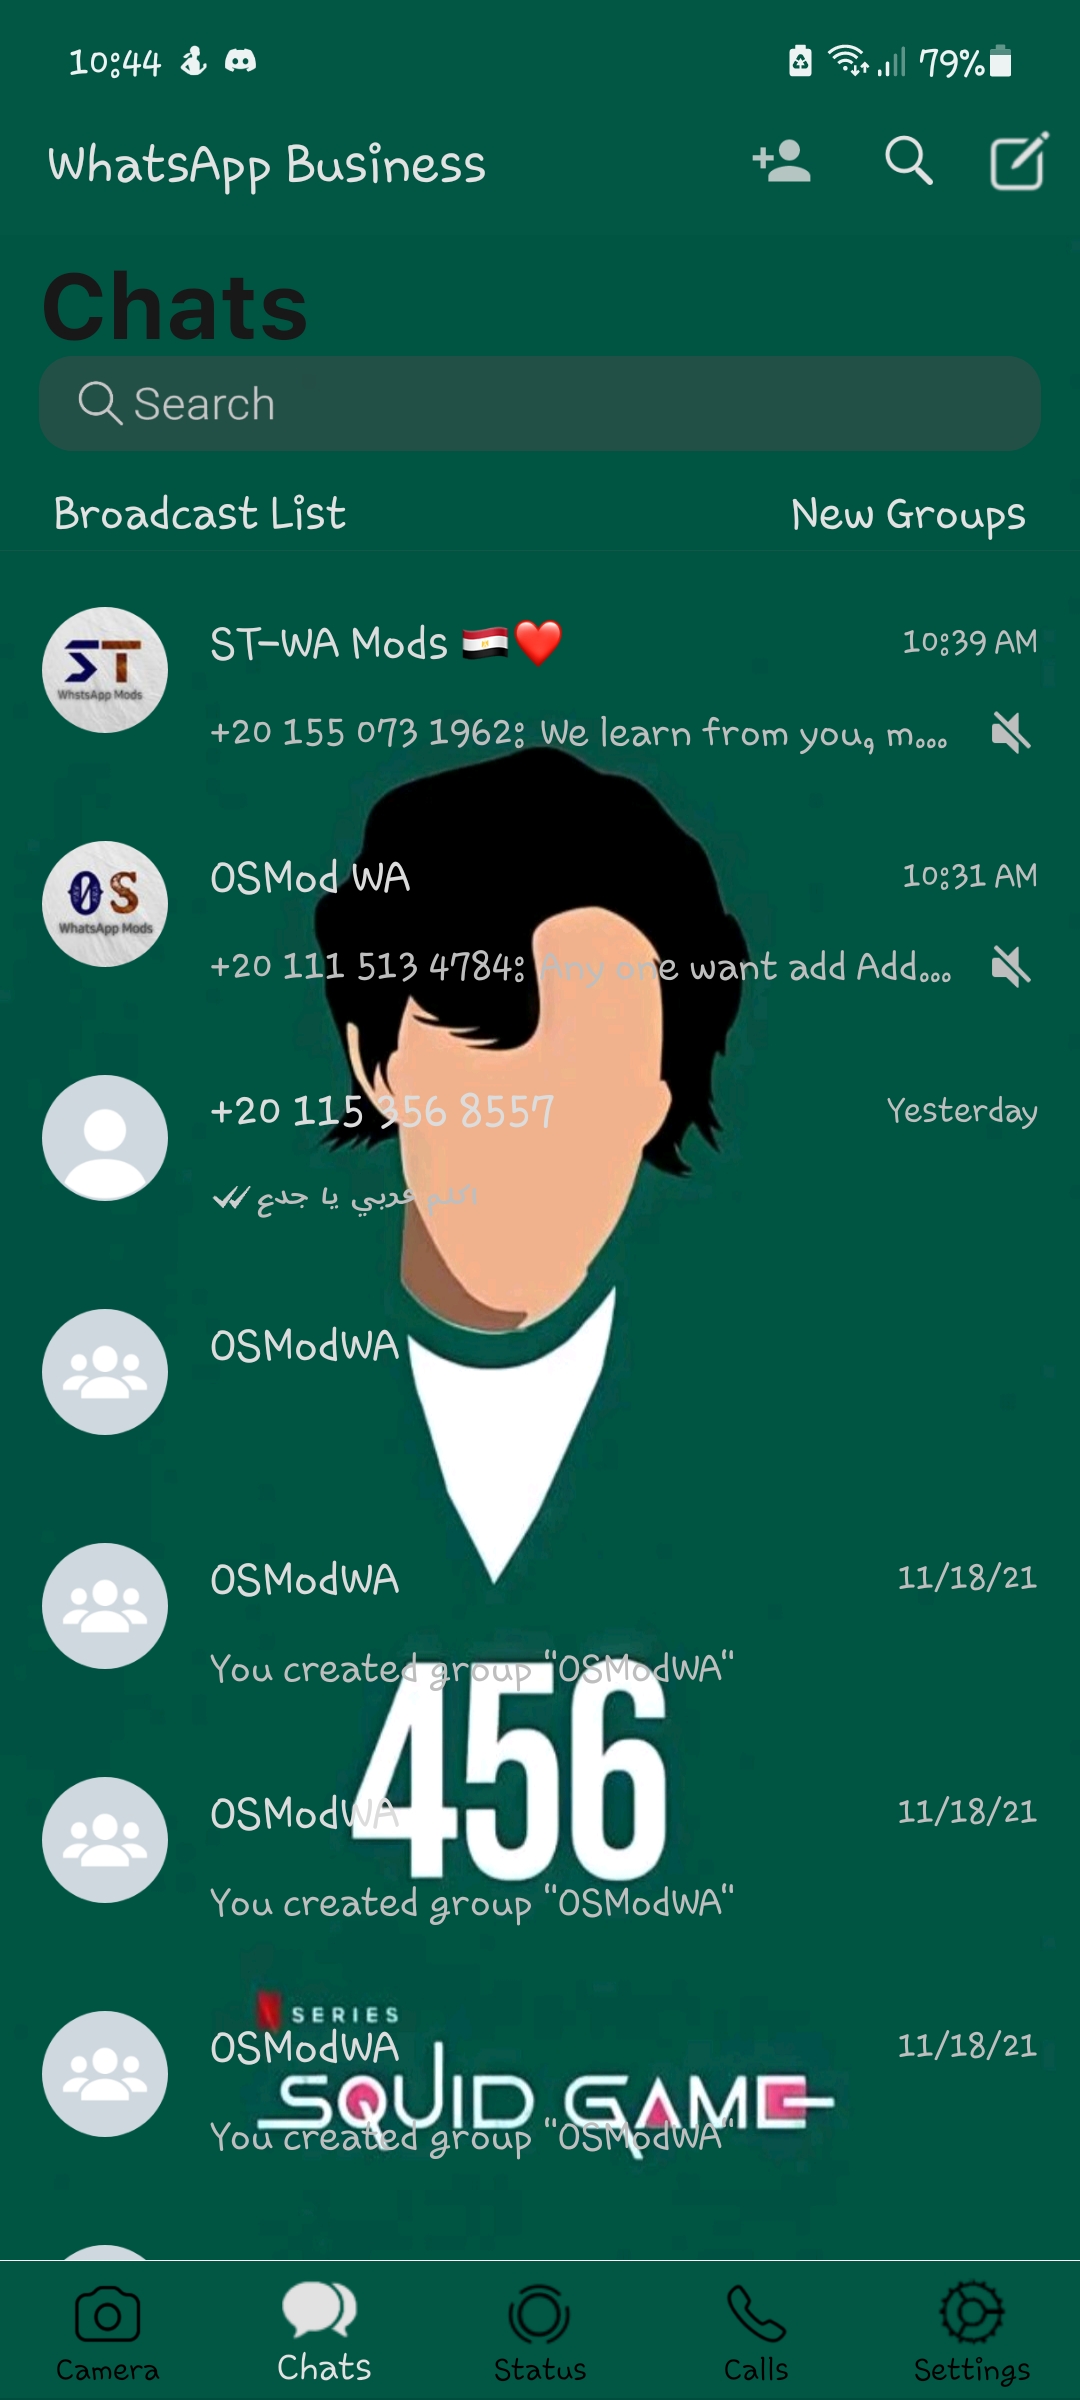 10:44
79%
WhatsApp Business
Chats
Search
Broadcast List
New Groups
ST
WhstsApp Mods
ST-WA Mods 🇪🇬❤️
10:39 AM
+20 155 073 1962: We learn from you, m...
OS
WhatsApp Mods
OSMod WA
10:31 AM
+20 111 513 4784: Any one want add Add...
+20 115 356 8557
Yesterday
يا جدع
OSModWA
OSModWA
11/18/21
You created group "OSModWA"
456
OSModWA
11/18/21
You created group "OSModWA"
N SERIES
OSModWA
11/18/21
SQUID GAME
You created group "OSModWA"
Camera
Chats
Status
Calls
Settings